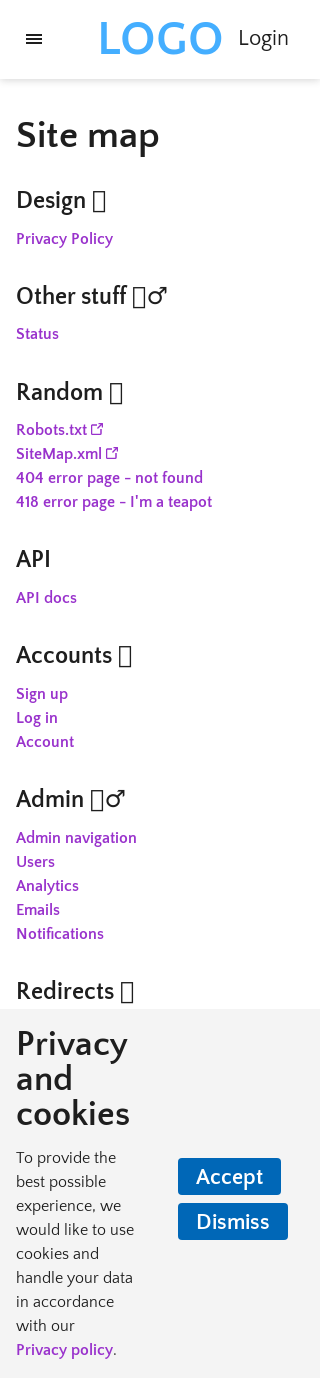 LOGO Login
Site map
Design
Privacy Policy
Other stuff ♂
Status
Random
Robots.txt
SiteMap.xml
404 error page - not found
418 error page - I'm a teapot
API
API docs
Accounts
Sign up
Log in
Account
Admin ♂
Admin navigation
Users
Analytics
Emails
Notifications
Redirects
Privacy
and
cookies
To provide the
best possible
experience, we
would like to use
cookies and
handle your data
in accordance
with our
Privacy policy.
Accept
Dismiss